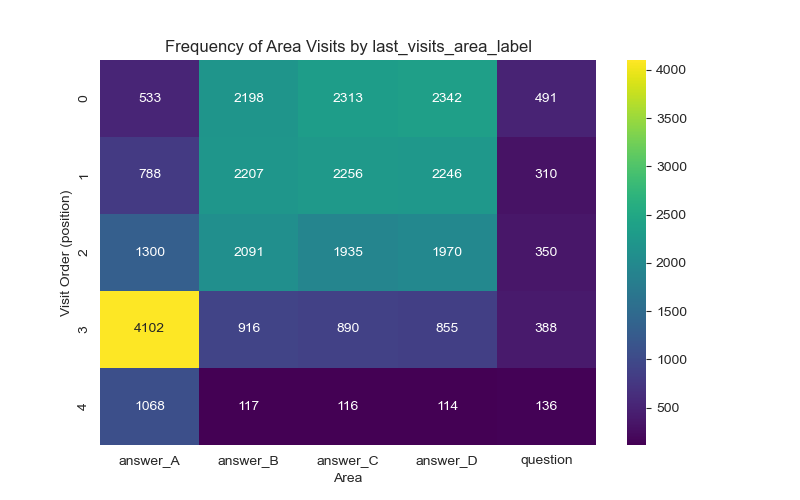 Frequency of Area Visits by last_visits_area_label
0 533 2198 2313 2342 491
1 788 2207 2256 2246 310
2 1300 2091 1935 1970 350
3 4102 916 890 855 388
4 1068 117 116 114 136
answer_A answer_B answer_C answer_D question
Area
Visit Order (position)
4000
3500
3000
2500
2000
1500
1000
500